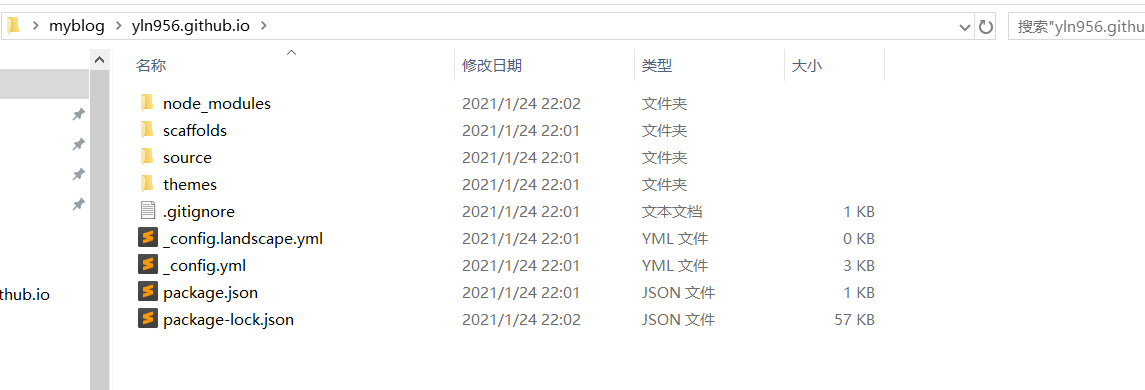 myblog > yln956.github.io >
搜索"yln956.githu
名称 修改日期 类型 大小
node_modules 2021/1/24 22:02 文件夹
scaffolds 2021/1/24 22:01 文件夹
source 2021/1/24 22:01 文件夹
themes 2021/1/24 22:01 文件夹
.gitignore 2021/1/24 22:01 文本文档 1 KB
_config.landscape.yml 2021/1/24 22:01 YML 文件 0 KB
_config.yml 2021/1/24 22:01 YML 文件 3 KB
thub.io
package.json 2021/1/24 22:01 JSON 文件 1 KB
package-lock.json 2021/1/24 22:02 JSON 文件 57 KB